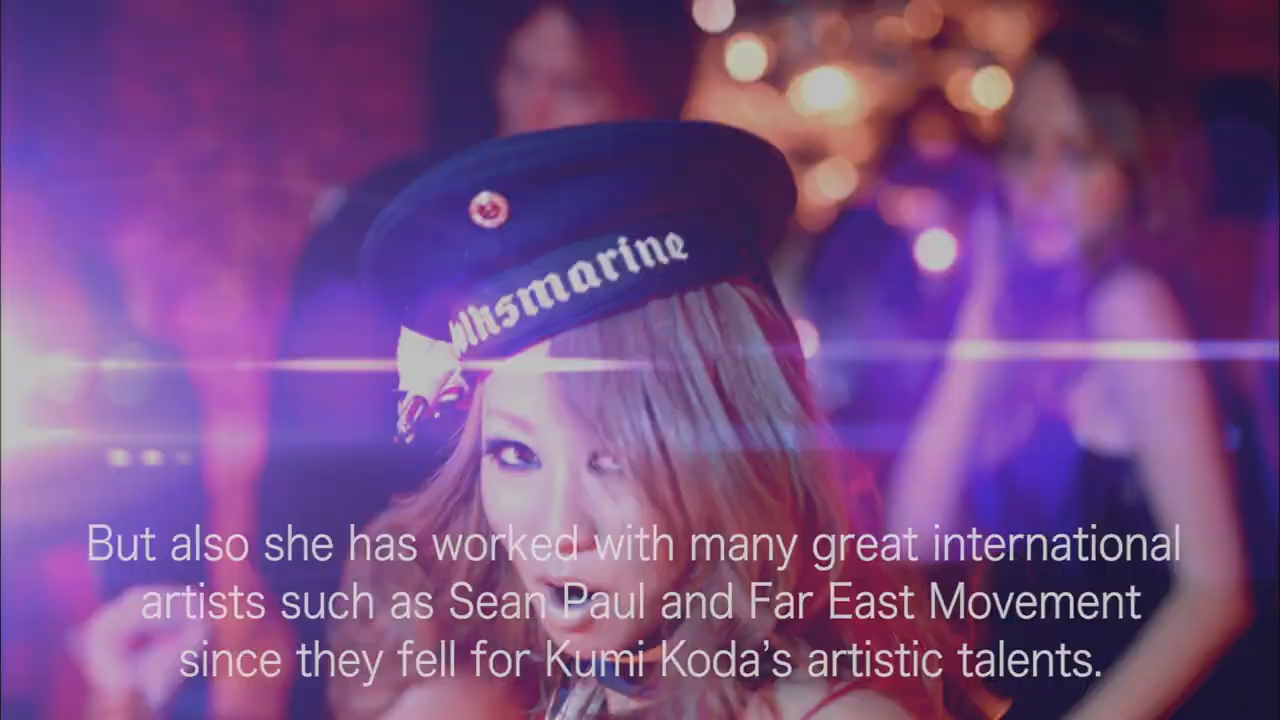 lksmarine
But also she has worked with many great international
artists such as Sean Paul and Far East Movement
since they fell for Kumi Koda's artistic talents.